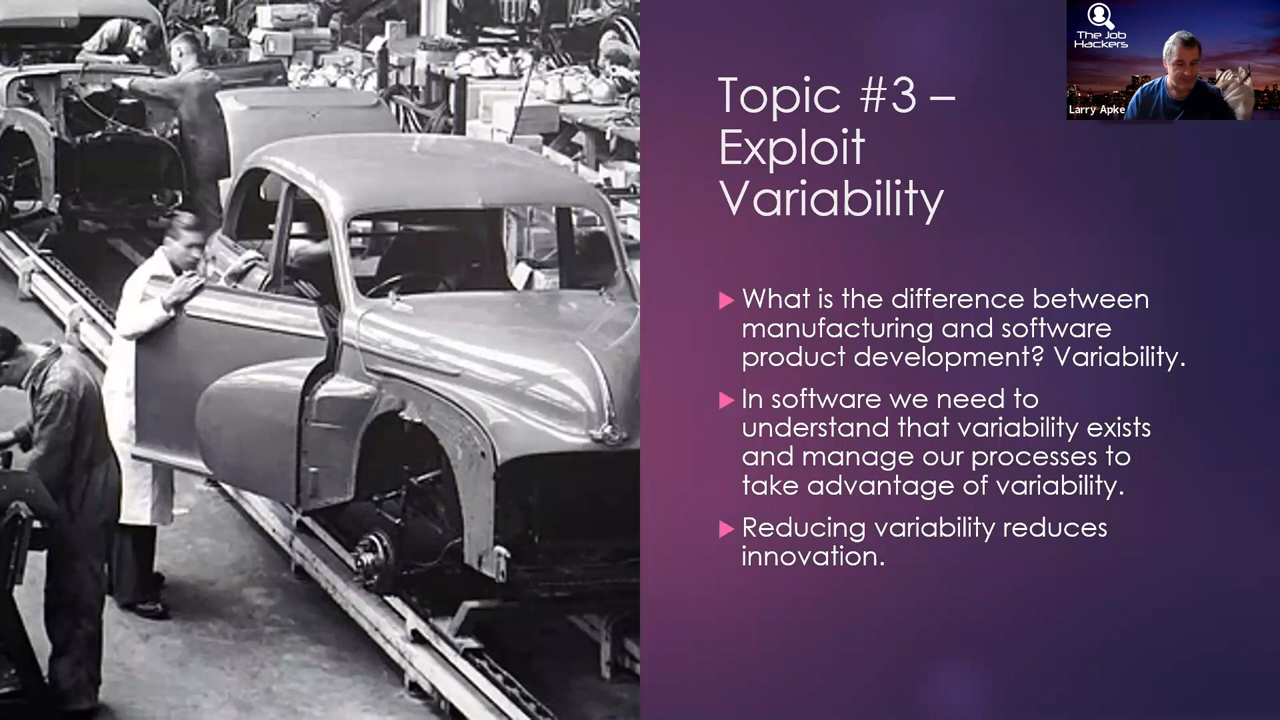 Topic #3 –
Exploit
Variability
What is the difference between
manufacturing and software
product development? Variability.
In software we need to
understand that variability exists
and manage our processes to
take advantage of variability.
Reducing variability reduces
innovation.
The Job
Hackers
Larry Apke